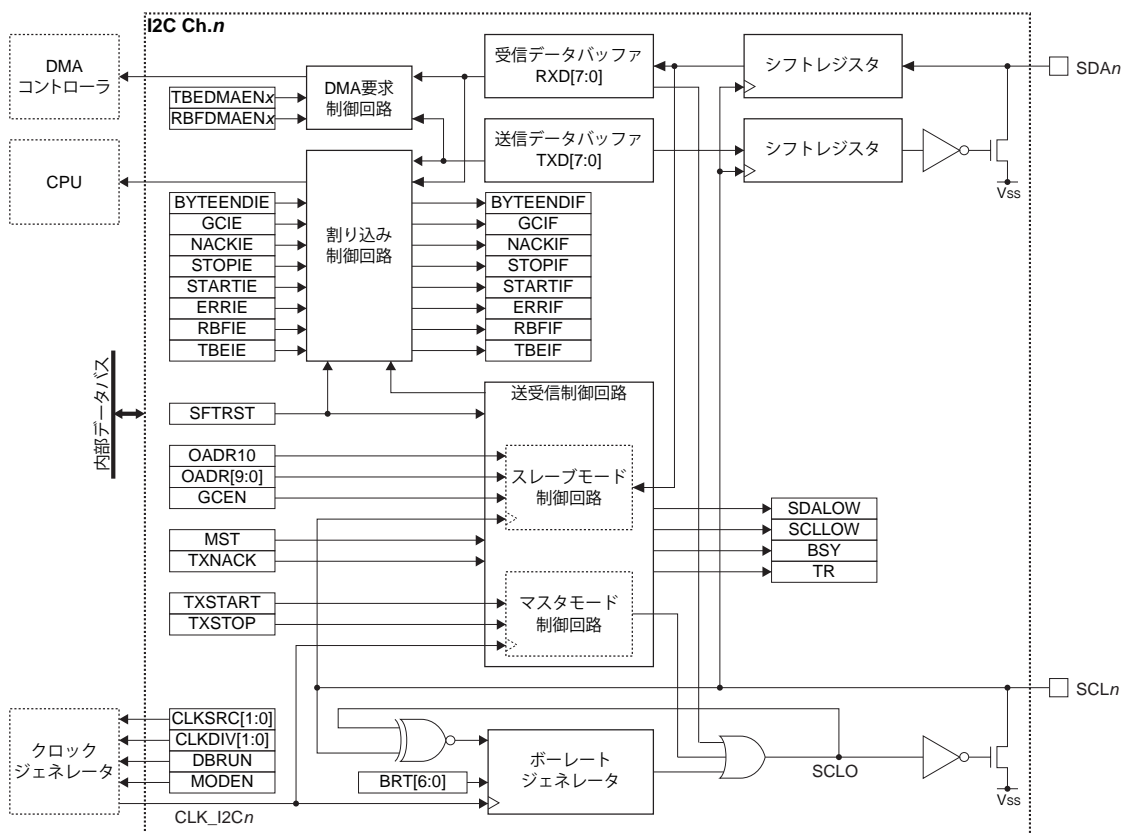 I2C Ch.n
DMA
コントローラ
TBEDMAENx
RBFDMAENx
DMA要求
制御回路
受信データバッファ
RXD[7:0]
シフトレジスタ
SDAn
送信データバッファ
TXD[7:0]
シフトレジスタ
VSS
CPU
BYTEENDIE
GCIE
NACKIE
STOPIE
STARTIE
ERRIE
RBFIE
TBEIE
割り込み
制御回路
BYTEENDIF
GCIF
NACKIF
STOPIF
STARTIF
ERRIF
RBFIF
TBEIF
内部データバス
SFTRST
送受信制御回路
OADR10
OADR[9:0]
GCEN
スレーブモード
制御回路
MST
TXNACK
SDALOW
SCLLOW
BSY
TR
TXSTART
TXSTOP
マスタモード
制御回路
SCLn
クロック
ジェネレータ
CLKSRC[1:0]
CLKDIV[1:0]
DBRUN
MODEN
BRT[6:0]
ボーレート
ジェネレータ
SCLO
VSS
CLK_I2Cn